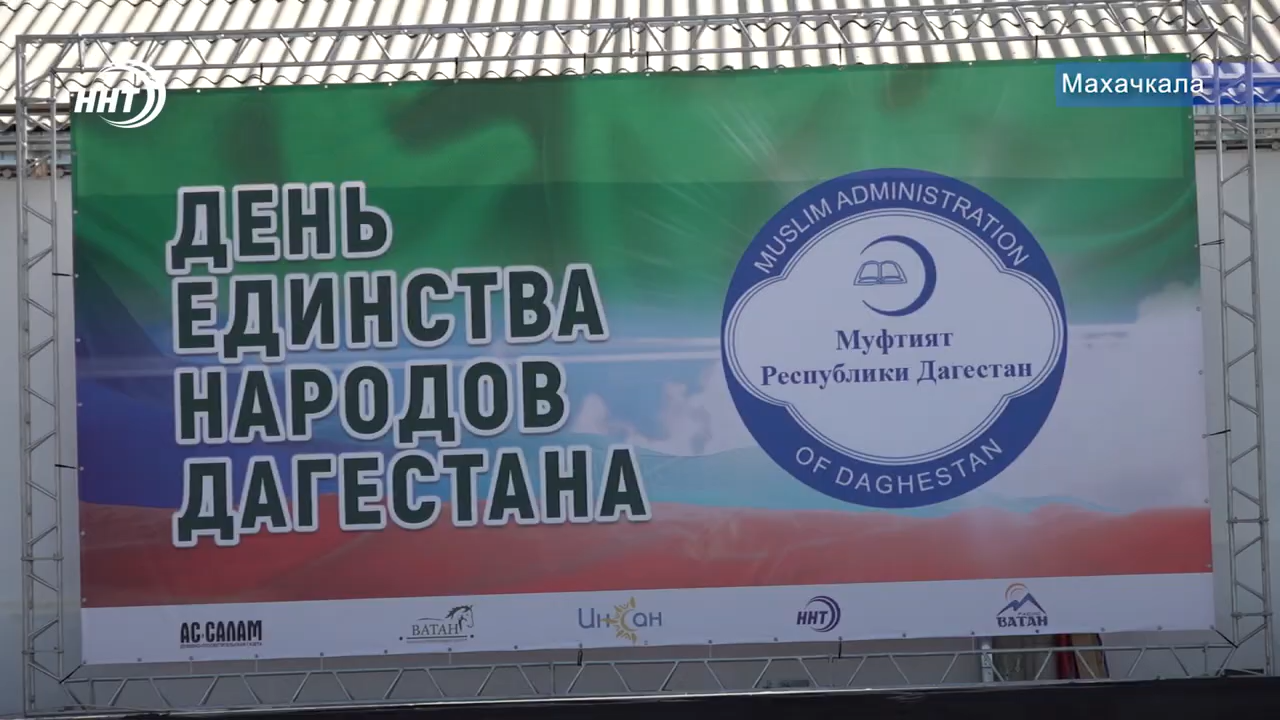 ННТ
Махачкала
ДЕНЬ
ЕДИНСТВА
НАРОДОВ
ДАГЕСТАНА
MUSLIM ADMINISTRATION
Муфтият
Республики Дагестан
OF DAGHESTAN
АС-САЛАМ
ВАТАН
ИнСан
ННТ
РАДИО
ВАТАН